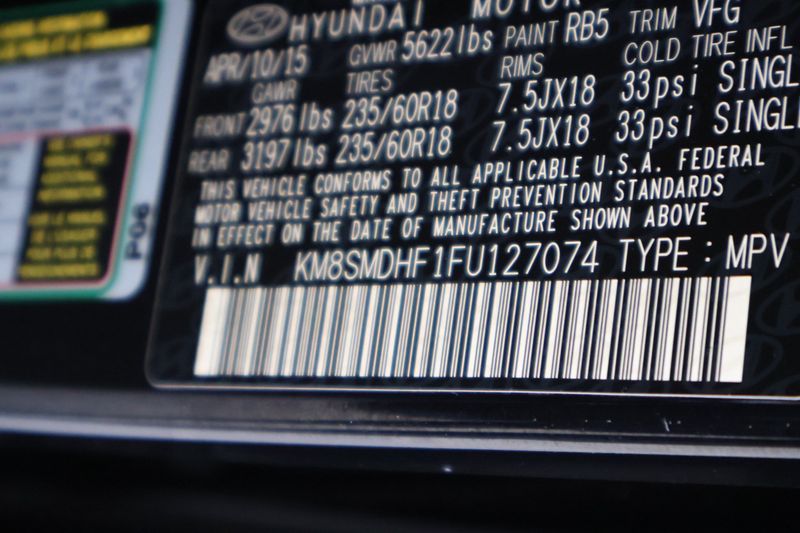 HYUNDAI MOTOR
APR/10/15 GVWR 5622lbs PAINT RB5 TRIM VFG
GAWR TIRES RIMS COLD TIRE INFL
FRONT 2976lbs 235/60R18 7.5JX18 33psi SINGL
REAR 3197lbs 235/60R18 7.5JX18 33psi SINGL
THIS VEHICLE CONFORMS TO ALL APPLICABLE U.S.A. FEDERAL
MOTOR VEHICLE SAFETY AND THEFT PREVENTION STANDARDS
IN EFFECT ON THE DATE OF MANUFACTURE SHOWN ABOVE
V.I.N KM8SMDHF1FU127074 TYPE : MPV
P06